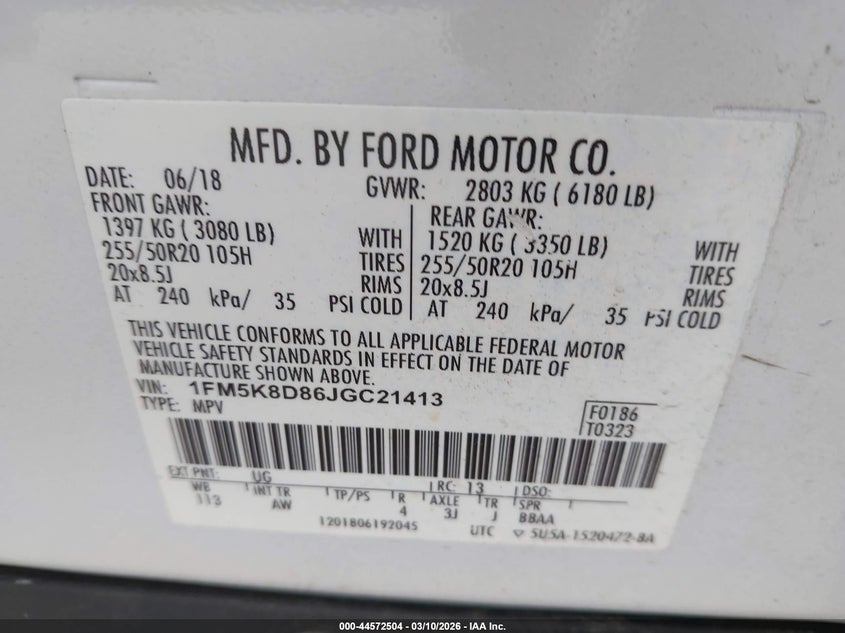 MFD. BY FORD MOTOR CO.
DATE: 06/18 GVWR: 2803 KG ( 6180 LB)
FRONT GAWR: REAR GAWR:
1397 KG ( 3080 LB) WITH 1520 KG ( 3350 LB) WITH
255/50R20 105H TIRES 255/50R20 105H TIRES
20x8.5J RIMS 20x8.5J RIMS
AT 240 kPa/ 35 PSI COLD AT 240 kPa/ 35 PSI COLD
THIS VEHICLE CONFORMS TO ALL APPLICABLE FEDERAL MOTOR
VEHICLE SAFETY STANDARDS IN EFFECT ON THE DATE OF
MANUFACTURE SHOWN ABOVE.
VIN: 1FM5K8D86JGC21413
TYPE: MPV
F0186
T0323
EXT PNT: UG RC: 13 DSO:
WB INT TR TP/PS R AXLE TR SPR
113 AW 4 3J J BBAA
1201806192045 UTC ▽ 5U5A-1520472-BA
000-44572504 - 03/10/2026 - IAA Inc.